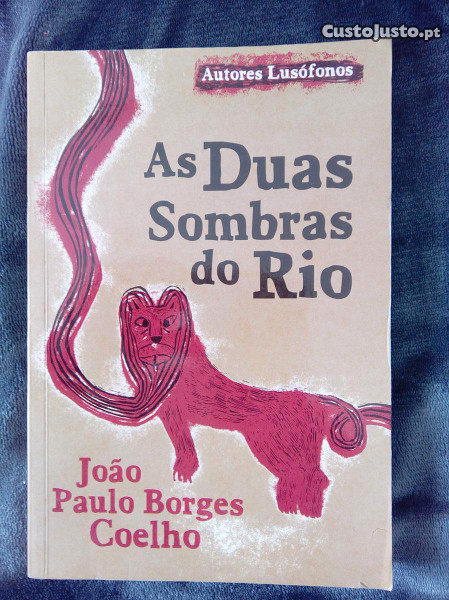 CustoJusto.pt
Autores Lusófonos
As Duas
Sombras
do Rio
João
Paulo Borges
Coelho